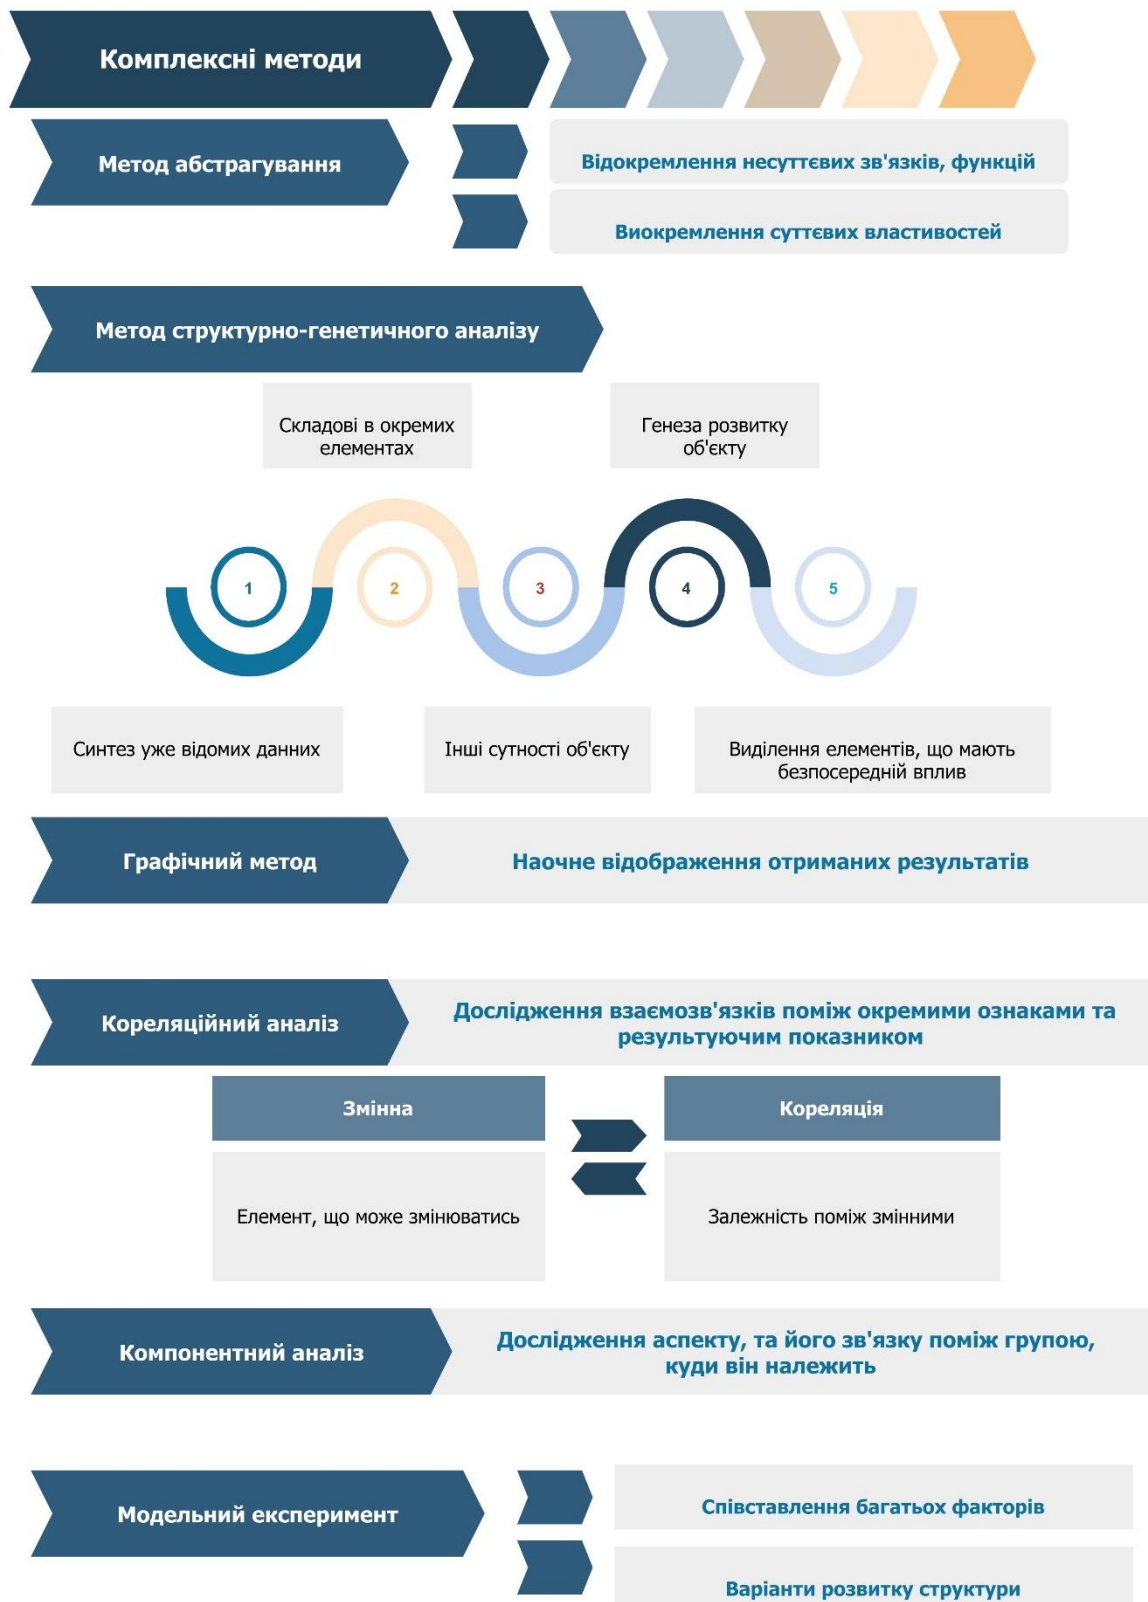 Комплексні методи
Метод абстрагування
Відокремлення несуттєвих зв'язків, функцій
Виокремлення суттєвих властивостей
Метод структурно-генетичного аналізу
Складові в окремих
елементах
Генеза розвитку
об'єкту
1
2
3
4
5
Синтез уже відомих данних
Інші сутності об'єкту
Виділення елементів, що мають
безпосередній вплив
Графічний метод
Наочне відображення отриманих результатів
Кореляційний аналіз
Дослідження взаємозв'язків поміж окремими ознаками та
результуючим показником
Змінна
Кореляція
Елемент, що може змінюватись
Залежність поміж змінними
Компонентний аналіз
Дослідження аспекту, та його зв'язку поміж групою,
куди він належить
Модельний експеримент
Співставлення багатьох факторів
Варіанти розвитку структури